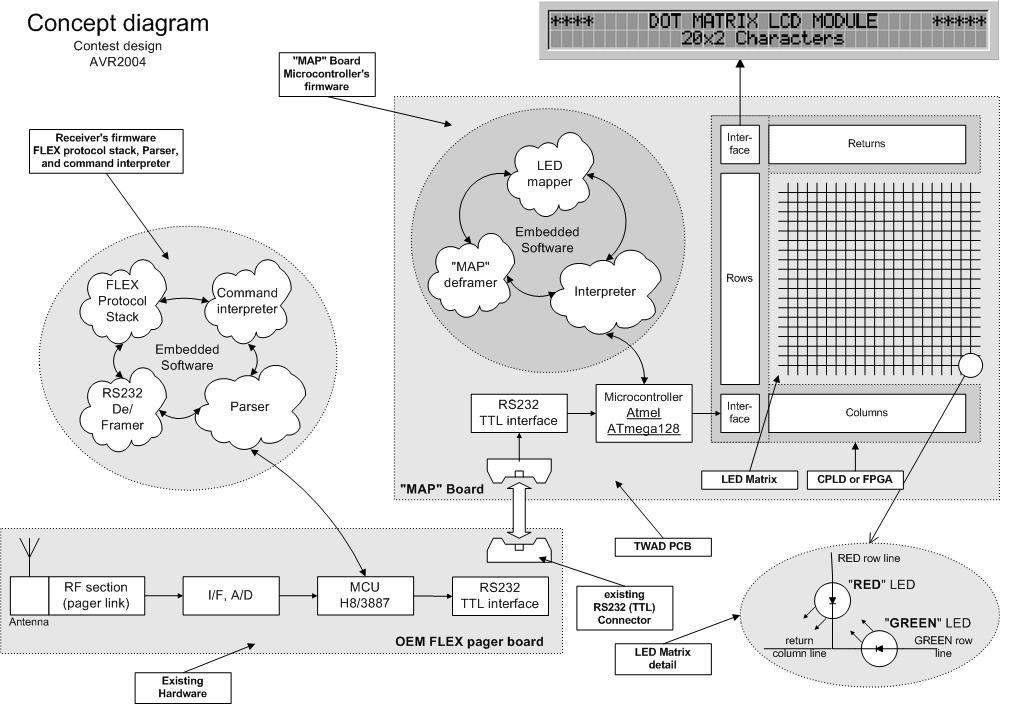 Concept diagram
Contest design
AVR2004
**** DOT MATRIX LCD MODULE *****
20x2 Characters
"MAP" Board
Microcontroller's
firmware
Receiver's firmware
FLEX protocol stack, Parser,
and command interpreter
LED
mapper
Embedded
Software
"MAP"
deframer
Interpreter
Inter-
face
Returns
Rows
Inter-
face
Columns
FLEX
Protocol
Stack
Command
interpreter
Embedded
Software
RS232
De/
Framer
Parser
RS232
TTL interface
Microcontroller
Atmel
ATmega128
"MAP" Board
LED Matrix
CPLD or FPGA
TWAD PCB
RF section
(pager link)
Antenna
I/F, A/D
MCU
H8/3887
RS232
TTL interface
OEM FLEX pager board
existing
RS232 (TTL)
Connector
Existing
Hardware
LED Matrix
detail
RED row line
"RED" LED
"GREEN" LED
return
column line
GREEN row
line